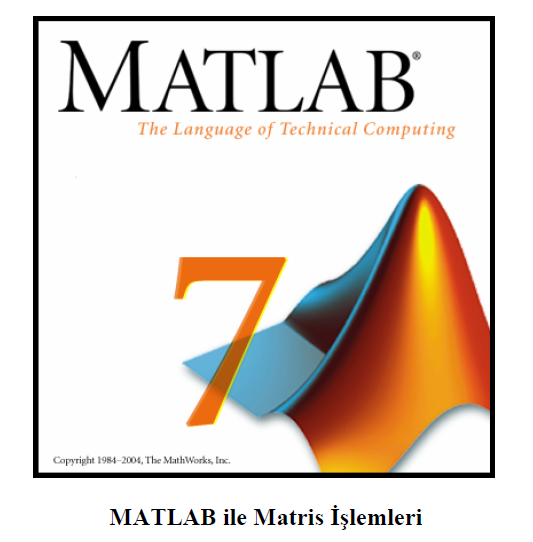 MATLAB®
The Language of Technical Computing
7
Copyright 1984–2004, The MathWorks, Inc.
MATLAB ile Matris İşlemleri